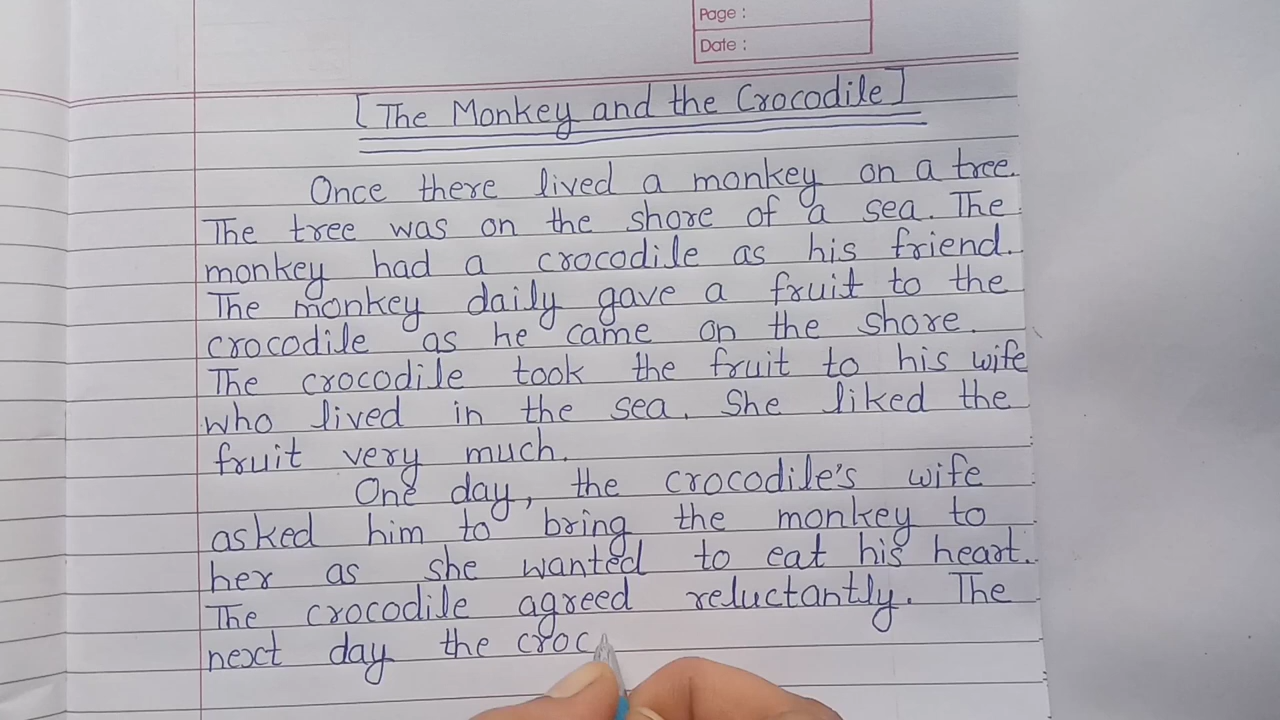 Page :
Date :
[The Monkey and the Crocodile]
Once there lived a monkey on a tree.
The tree was on the shore of a sea. The
monkey had a crocodile as his friend.
The monkey daily gave a fruit to the
crocodile as he came on the shore.
The crocodile took the fruit to his wife
who lived in the sea. She liked the
fruit very much.
One day, the crocodile's wife
asked him to bring the monkey to
her as she wanted to eat his heart.
The crocodile agreed reluctantly. The
next day the croc